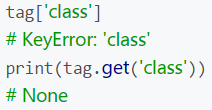 tag['class']
# KeyError: 'class'
print(tag.get('class'))
# None